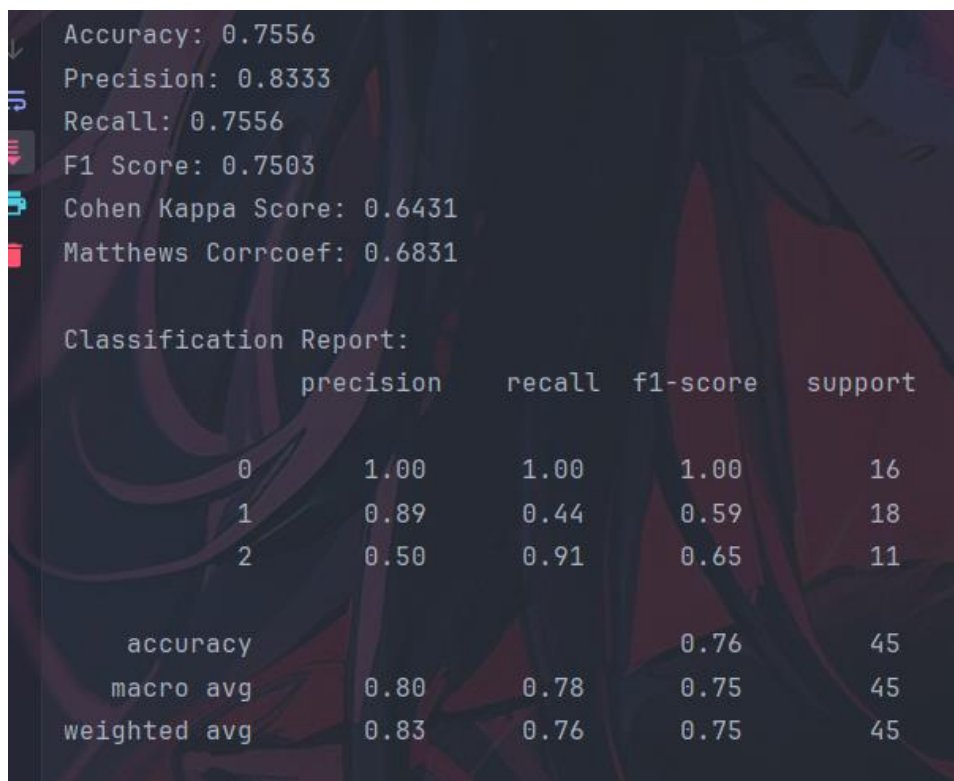 Accuracy: 0.7556
Precision: 0.8333
Recall: 0.7556
F1 Score: 0.7503
Cohen Kappa Score: 0.6431
Matthews Corrcoef: 0.6831
Classification Report:
precision recall f1-score support
0 1.00 1.00 1.00 16
1 0.89 0.44 0.59 18
2 0.50 0.91 0.65 11
accuracy 0.76 45
macro avg 0.80 0.78 0.75 45
weighted avg 0.83 0.76 0.75 45